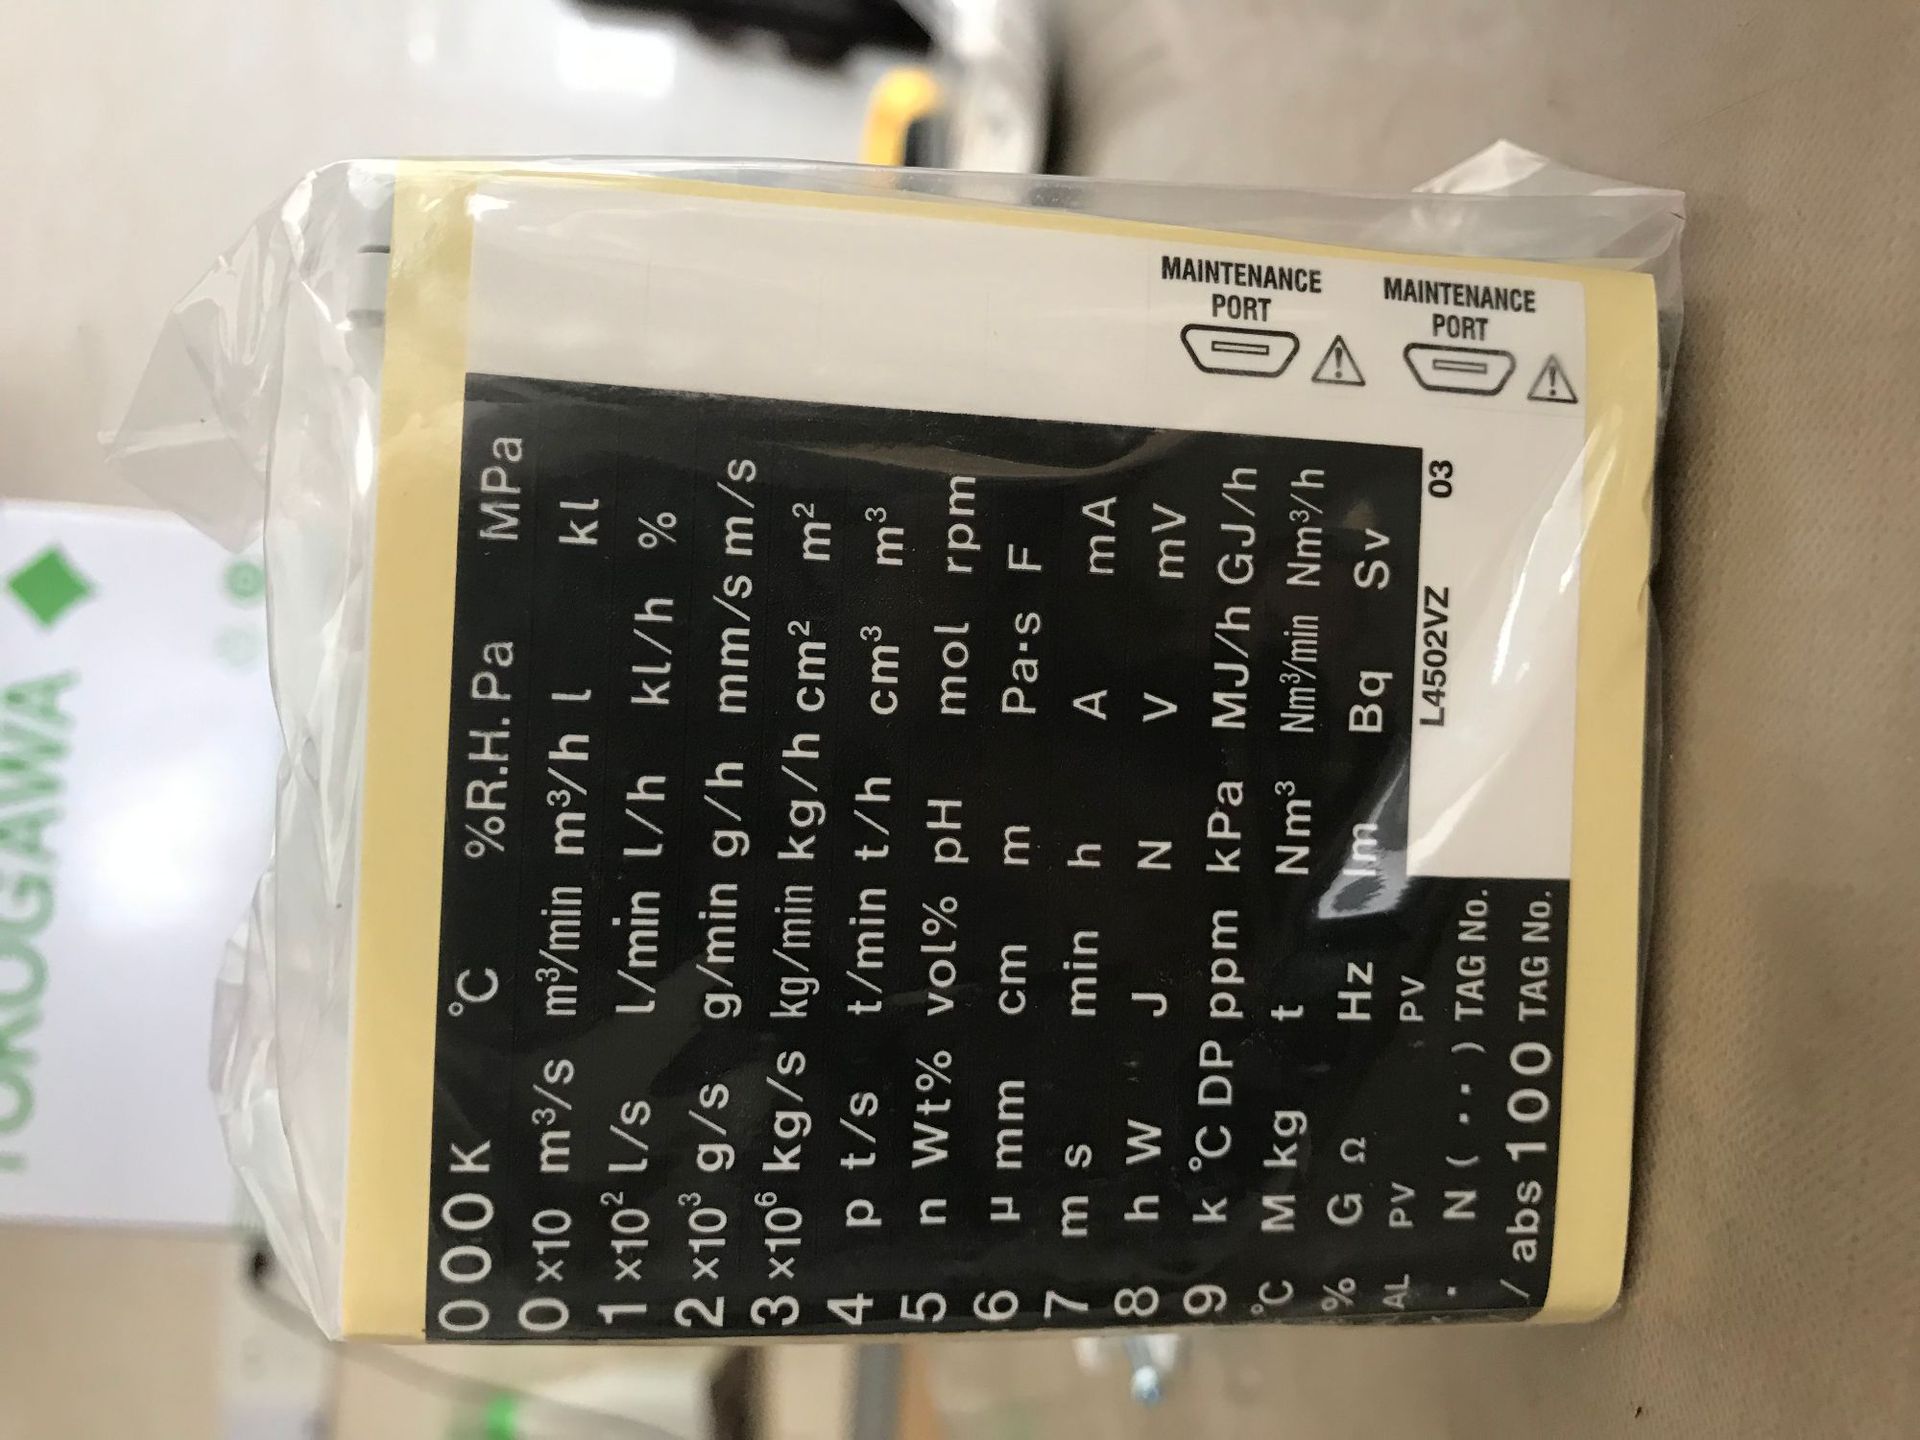 YOKOGAWA
000K °C %R.H. Pa MPa
0 ×10 m³/s m³/min m³/h l kl
1 ×10² l/s l/min l/h kl/h %
2 ×10³ g/s g/min g/h mm/s m/s
3 ×10⁶ kg/s kg/min kg/h cm² m²
4 p t/s t/min t/h cm³ m³
5 n Wt% vol% pH mol rpm
6 μ mm cm m Pa·s F
7 m s min h A mA
8 h W J N V mV
9 k °C DP ppm kPa MJ/h GJ/h
°C M kg t Nm³ Nm³/min Nm³/h
% G Ω Hz lm Bq Sv
AL PV PV
. N ( . . ) TAG No.
/ abs 100 TAG No.
L4502VZ 03
MAINTENANCE
PORT
MAINTENANCE
PORT